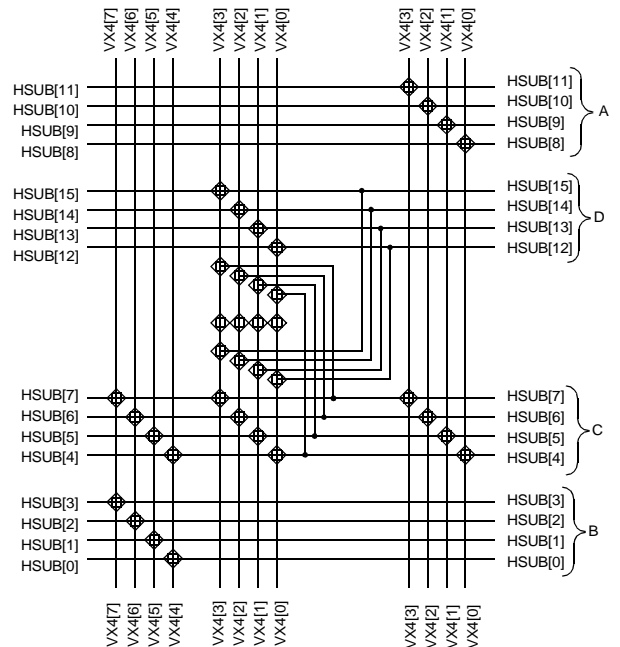 VX4[7] VX4[6] VX4[5] VX4[4] VX4[3] VX4[2] VX4[1] VX4[0] VX4[3] VX4[2] VX4[1] VX4[0]
HSUB[11] HSUB[11]
HSUB[10] HSUB[10] A
HSUB[9] HSUB[9]
HSUB[8] HSUB[8]
HSUB[15] HSUB[15]
HSUB[14] HSUB[14] D
HSUB[13] HSUB[13]
HSUB[12] HSUB[12]
HSUB[7] HSUB[7]
HSUB[6] HSUB[6] C
HSUB[5] HSUB[5]
HSUB[4] HSUB[4]
HSUB[3] HSUB[3]
HSUB[2] HSUB[2] B
HSUB[1] HSUB[1]
HSUB[0] HSUB[0]
VX4[7] VX4[6] VX4[5] VX4[4] VX4[3] VX4[2] VX4[1] VX4[0] VX4[3] VX4[2] VX4[1] VX4[0]